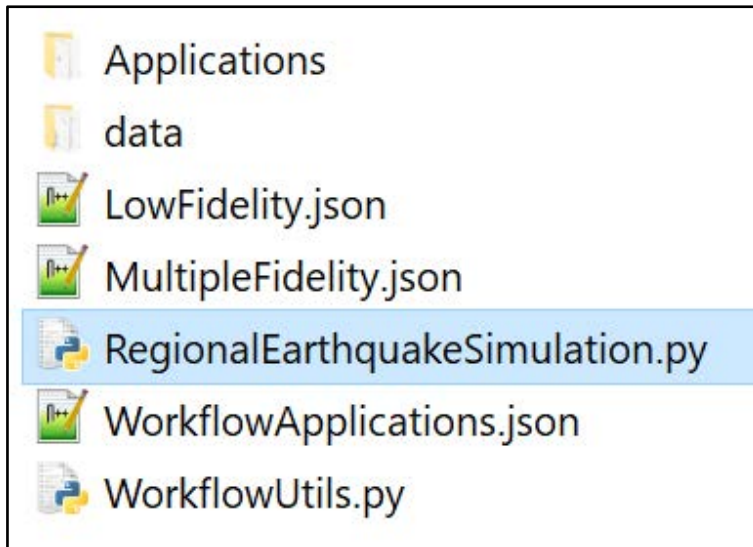 Applications
data
LowFidelity.json
MultipleFidelity.json
RegionalEarthquakeSimulation.py
WorkflowApplications.json
WorkflowUtils.py